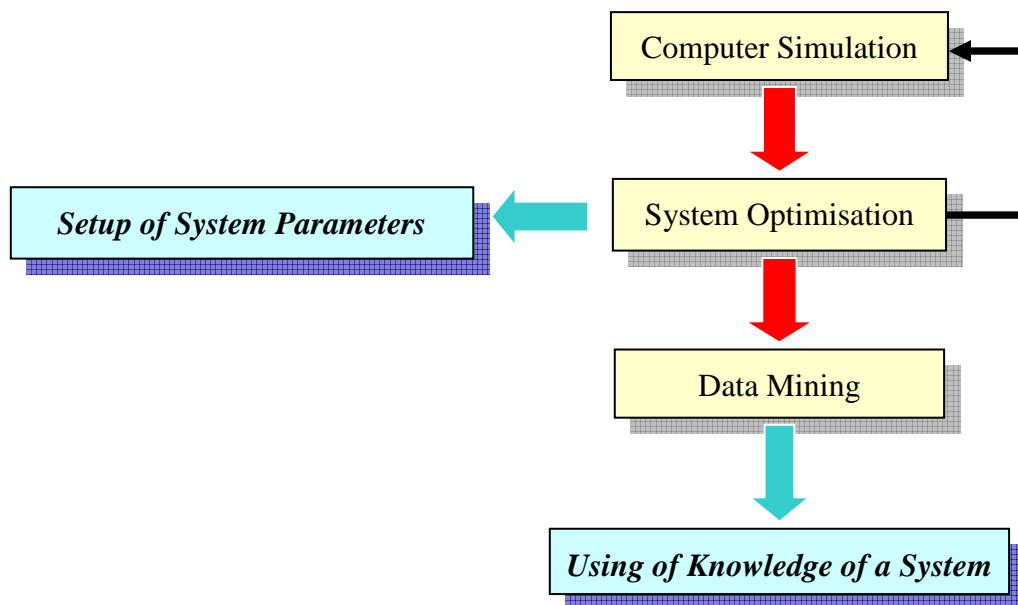 Computer Simulation
Setup of System Parameters
System Optimisation
Data Mining
Using of Knowledge of a System